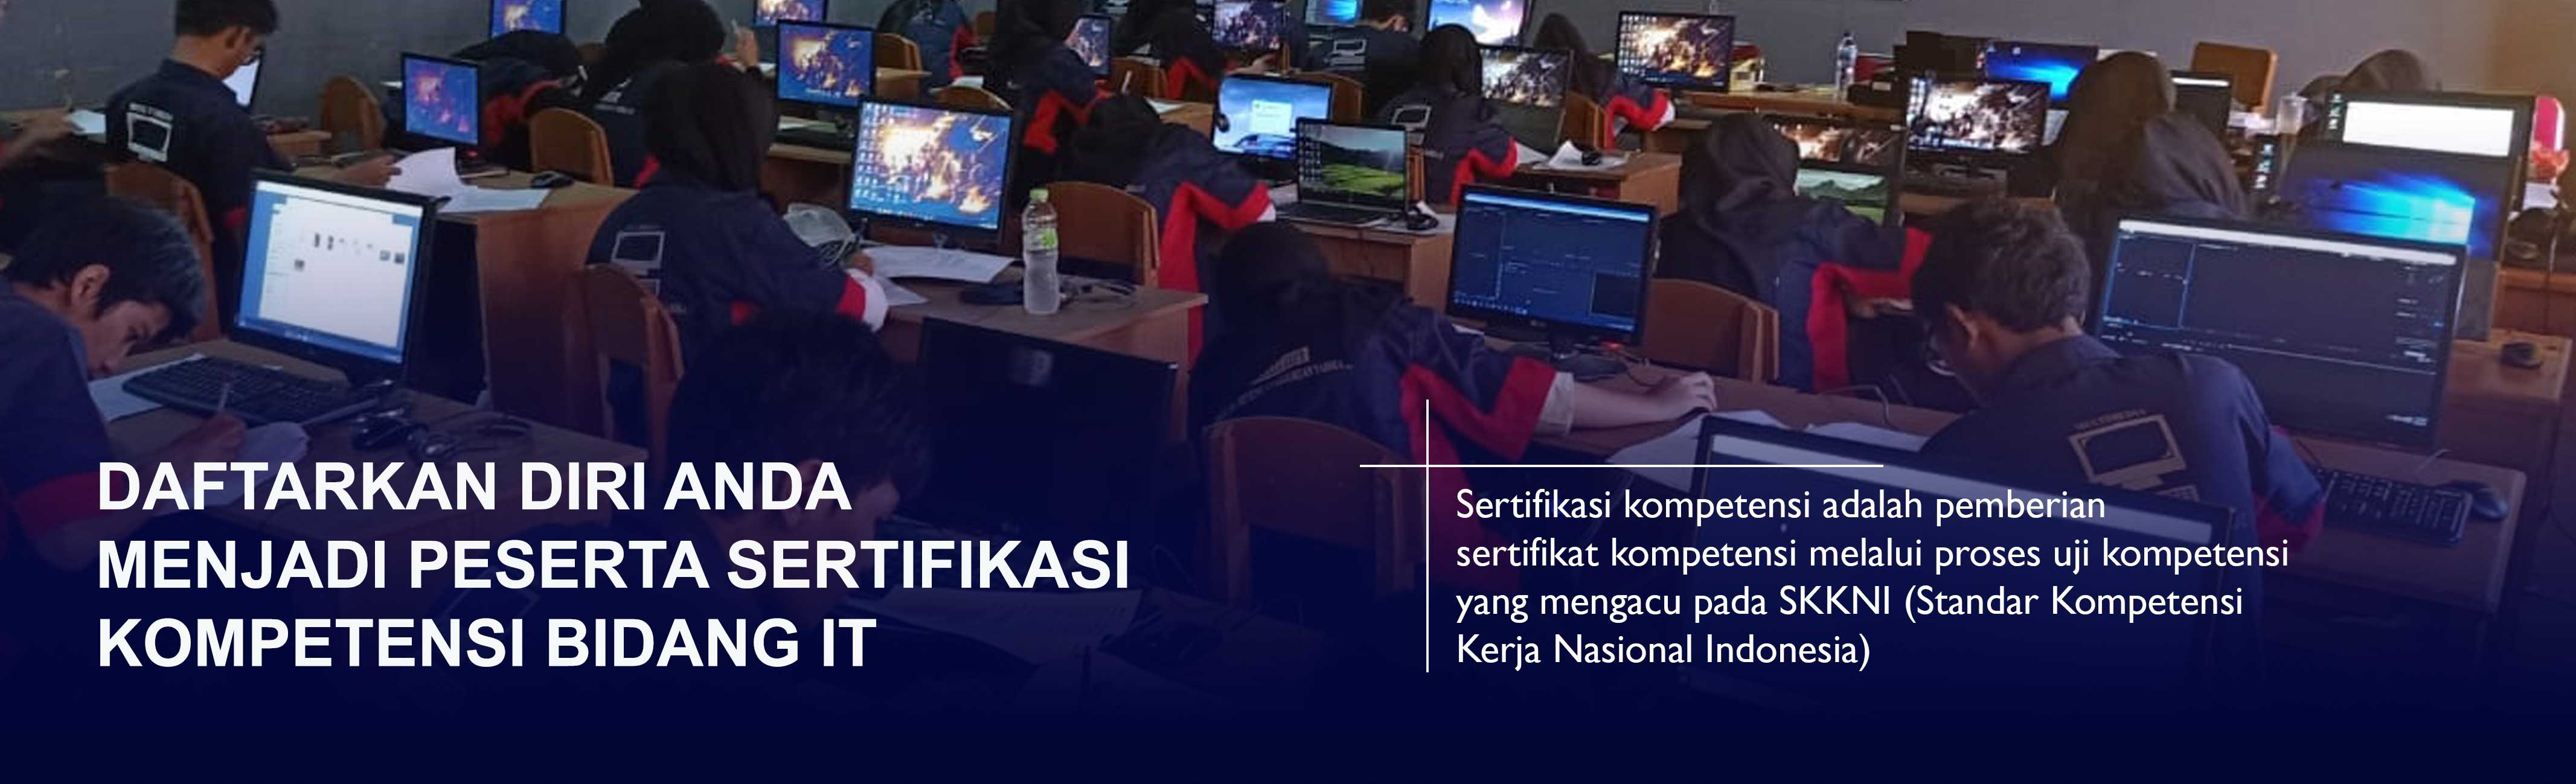 DAFTARKAN DIRI ANDA
MENJADI PESERTA SERTIFIKASI
KOMPETENSI BIDANG IT
Sertifikasi kompetensi adalah pemberian
sertifikat kompetensi melalui proses uji kompetensi
yang mengacu pada SKKNI (Standar Kompetensi
Kerja Nasional Indonesia)
MULTIMEDIA